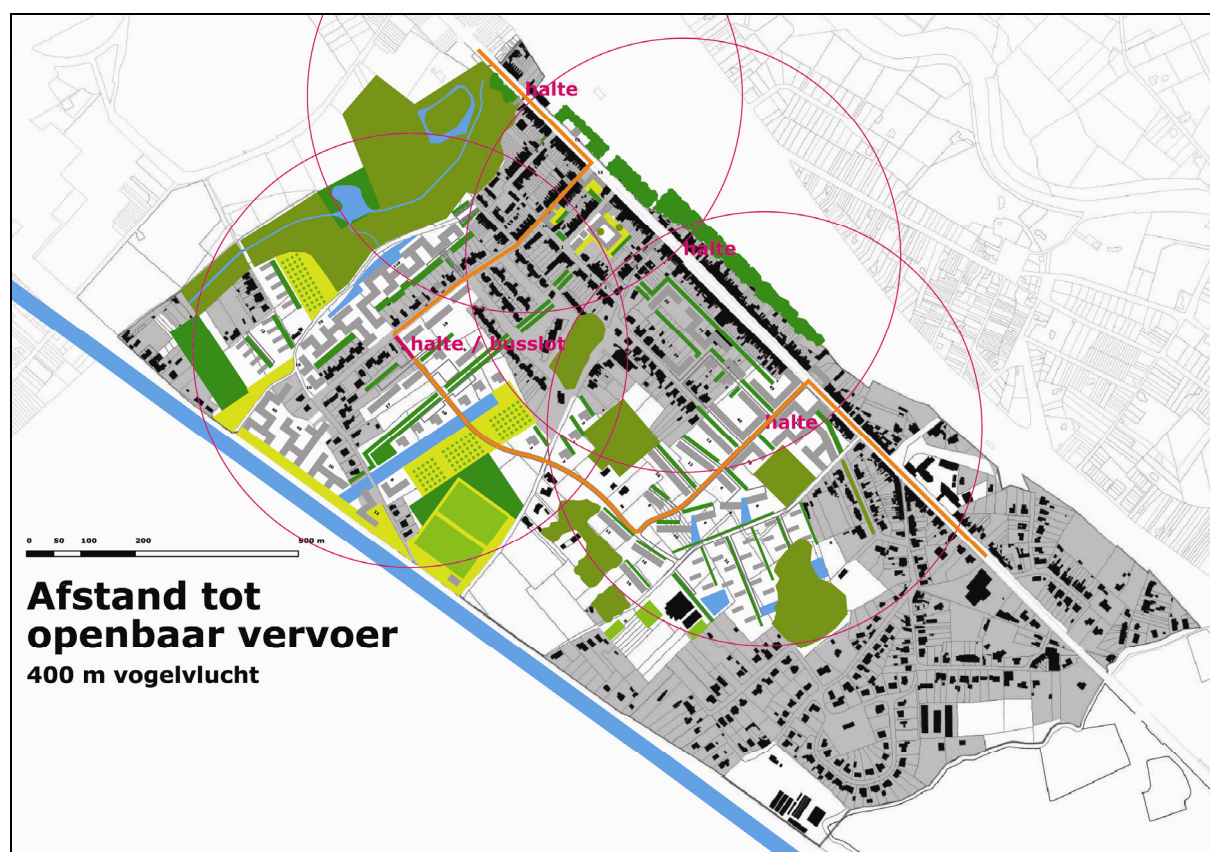 halte
halte
halte / busslot
halte
0 50 100 200 500 m
Afstand tot
openbaar vervoer
400 m vogelvlucht